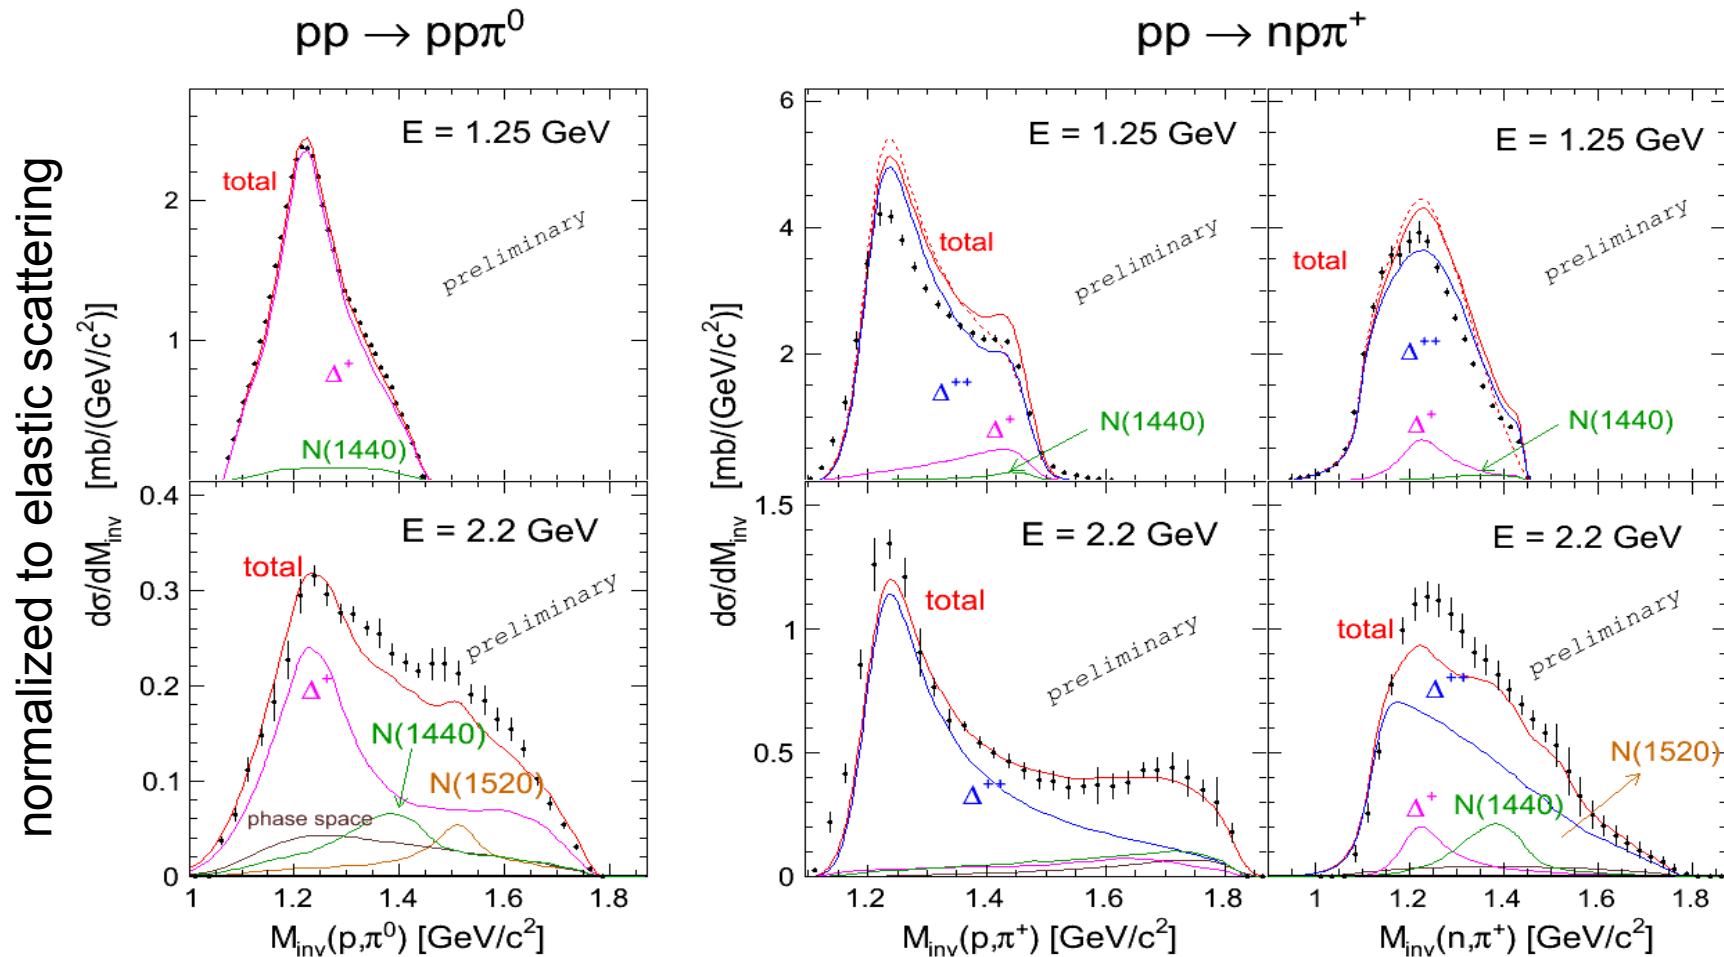 pp → ppπ⁰
pp → npπ⁺
normalized to elastic scattering
dσ/dM_inv [mb/(GeV/c²)]
2
1
E = 1.25 GeV
total
preliminary
Δ⁺
N(1440)
0.4
0.3
0.2
0.1
0
E = 2.2 GeV
total
preliminary
Δ⁺
N(1440)
N(1520)
phase space
1.2
1.4
1.6
1.8
M_inv(p,π⁰) [GeV/c²]
dσ/dM_inv [mb/(GeV/c²)]
6
4
2
E = 1.25 GeV
total
preliminary
Δ⁺⁺
Δ⁺
N(1440)
E = 1.25 GeV
total
preliminary
Δ⁺⁺
Δ⁺
N(1440)
1.5
1
0.5
0
E = 2.2 GeV
total
preliminary
Δ⁺⁺
1.2
1.4
1.6
1.8
M_inv(p,π⁺) [GeV/c²]
E = 2.2 GeV
total
preliminary
Δ⁺⁺
N(1520)
Δ⁺
N(1440)
1
1.2
1.4
1.6
1.8
M_inv(n,π⁺) [GeV/c²]